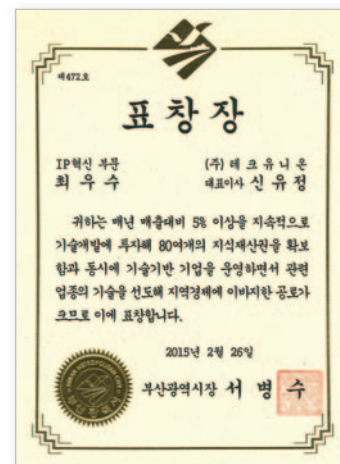 제472호
표창장
IP혁신 부문 (주) 테크유니온
최우수 대표이사 신유정
귀하는 매년 매출대비 5% 이상을 지속적으로
기술개발에 투자해 80여개의 지식재산권을 확보
함과 동시에 기술기반 기업을 운영하면서 관련
업종의 기술을 선도해 지역경제에 이바지한 공로가
크므로 이에 표창합니다.
2015년 2월 26일
부산광역시장 서병수